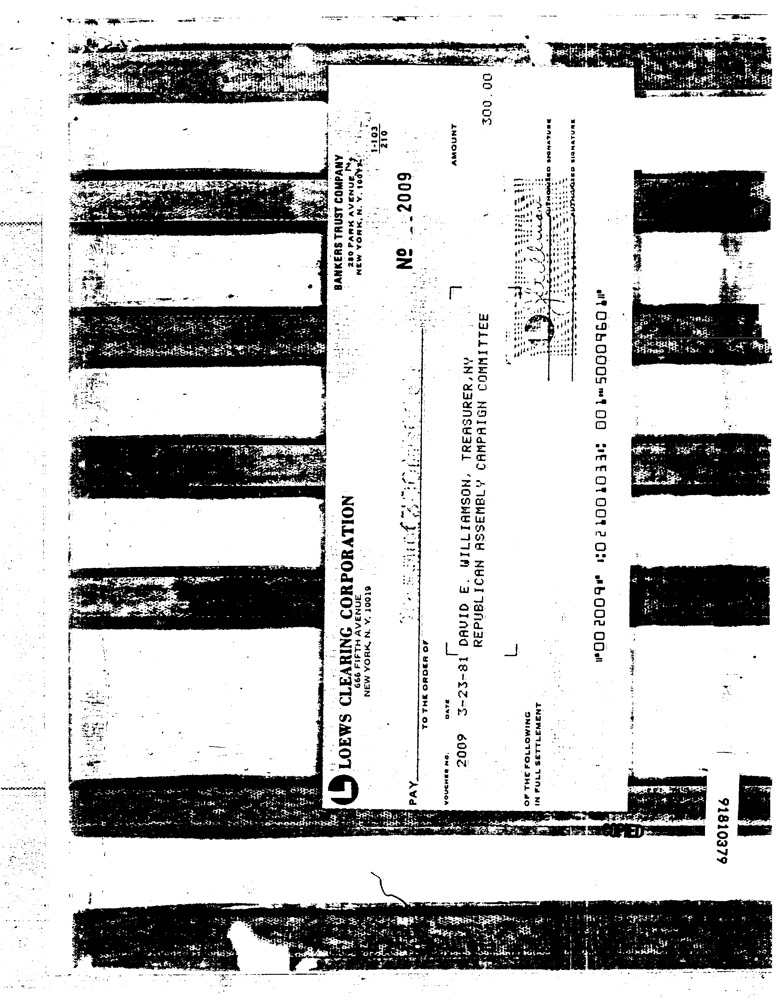 LOEWS CLEARING CORPORATION
666 FIFTH AVENUE
NEW YORK, N. Y. 10019
BANKERS TRUST COMPANY
280 PARK AVENUE
NEW YORK, N. Y.
1-103
210
Nº 2009
PAY
TO THE ORDER OF
VOUCHER NO.
DATE
AMOUNT
2009 3-23-81 DAVID E. WILLIAMSON, TREASURER,NY 300.00
REPUBLICAN ASSEMBLY CAMPAIGN COMMITTEE
OF THE FOLLOWING
IN FULL SETTLEMENT
AUTHORIZED SIGNATURE
AUTHORIZED SIGNATURE
⑈002009⑈ ⑆021001033⑆ 001⑉5000960⑈
COPIED
91810379